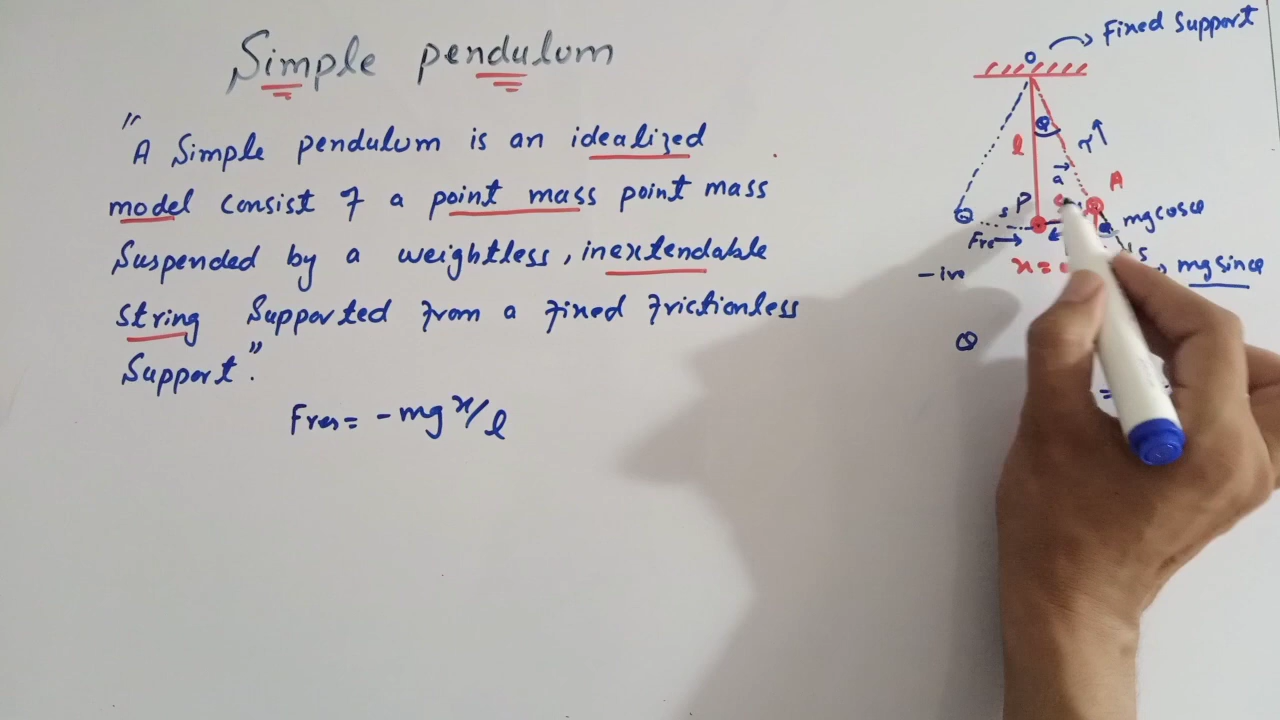 Simple pendulum
"A Simple pendulum is an idealized
model consist of a point mass point mass
Suspended by a weightless, inextendable
string Supported from a fixed frictionless
Support".
Fres = -mg x/l
O
Fixed Support
θ
l
T
a
A
P
s
mgcosθ
Fre
x =
s
mgsinθ
θ
=